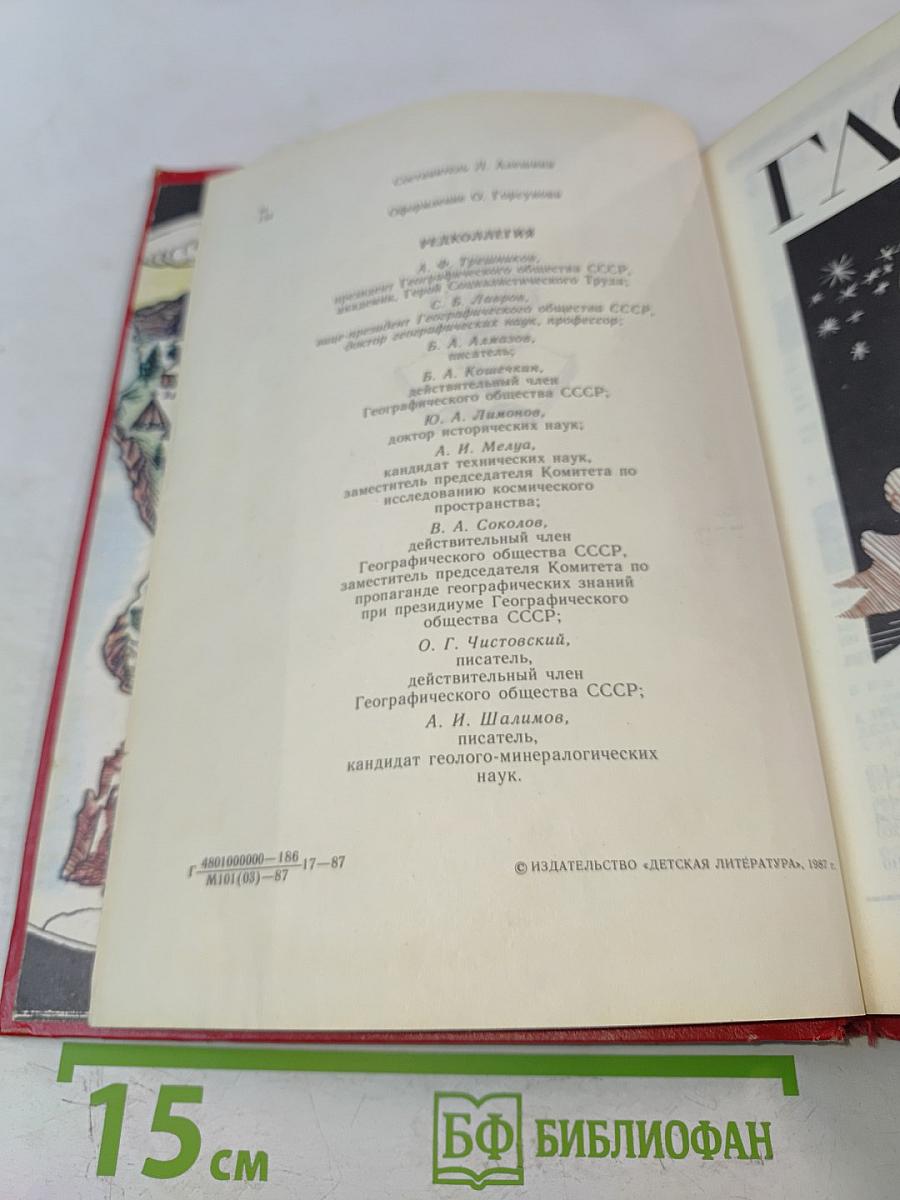 Составитель
Оформление О.
РЕДКОЛЛЕГИЯ
А. Ф. Трешников,
президент Географического общества СССР,
академик, Герой Социалистического Труда;
С. Б. Лавров,
вице-президент Географического общества СССР,
доктор географических наук, профессор;
Б. А. Алмазов,
писатель;
Б. А. Кошечкин,
действительный член
Географического общества СССР;
Ю. А. Лимонов,
доктор исторических наук;
А. И. Мелуа,
кандидат технических наук,
заместитель председателя Комитета по
исследованию космического
пространства;
В. А. Соколов,
действительный член
Географического общества СССР,
заместитель председателя Комитета по
пропаганде географических знаний
при президиуме Географического
общества СССР;
О. Г. Чистовский,
писатель,
действительный член
Географического общества СССР;
А. И. Шалимов,
писатель,
кандидат геолого-минералогических
наук.
Г 4801000000—186 17—87
М101(03)—87
© ИЗДАТЕЛЬСТВО «ДЕТСКАЯ ЛИТЕРАТУРА», 1987 г.
15 см
БФ БИБЛИОФАН